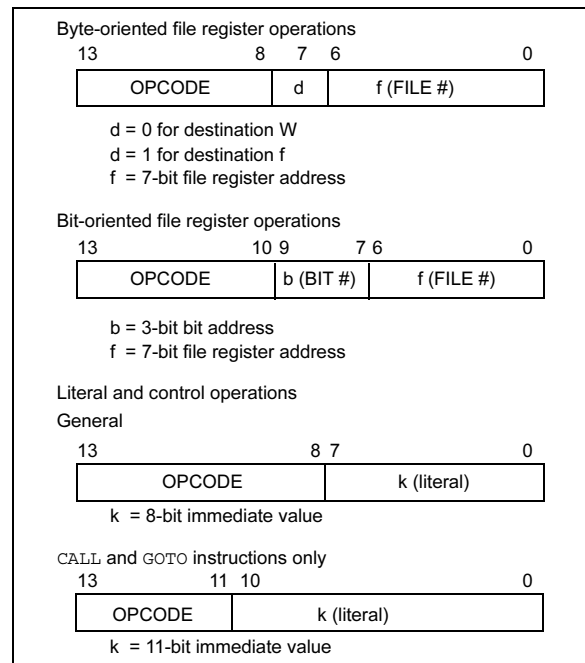 Byte-oriented file register operations
13 8 7 6 0
OPCODE d f (FILE #)
d = 0 for destination W
d = 1 for destination f
f = 7-bit file register address
Bit-oriented file register operations
13 10 9 7 6 0
OPCODE b (BIT #) f (FILE #)
b = 3-bit bit address
f = 7-bit file register address
Literal and control operations
General
13 8 7 0
OPCODE k (literal)
k = 8-bit immediate value
CALL and GOTO instructions only
13 11 10 0
OPCODE k (literal)
k = 11-bit immediate value